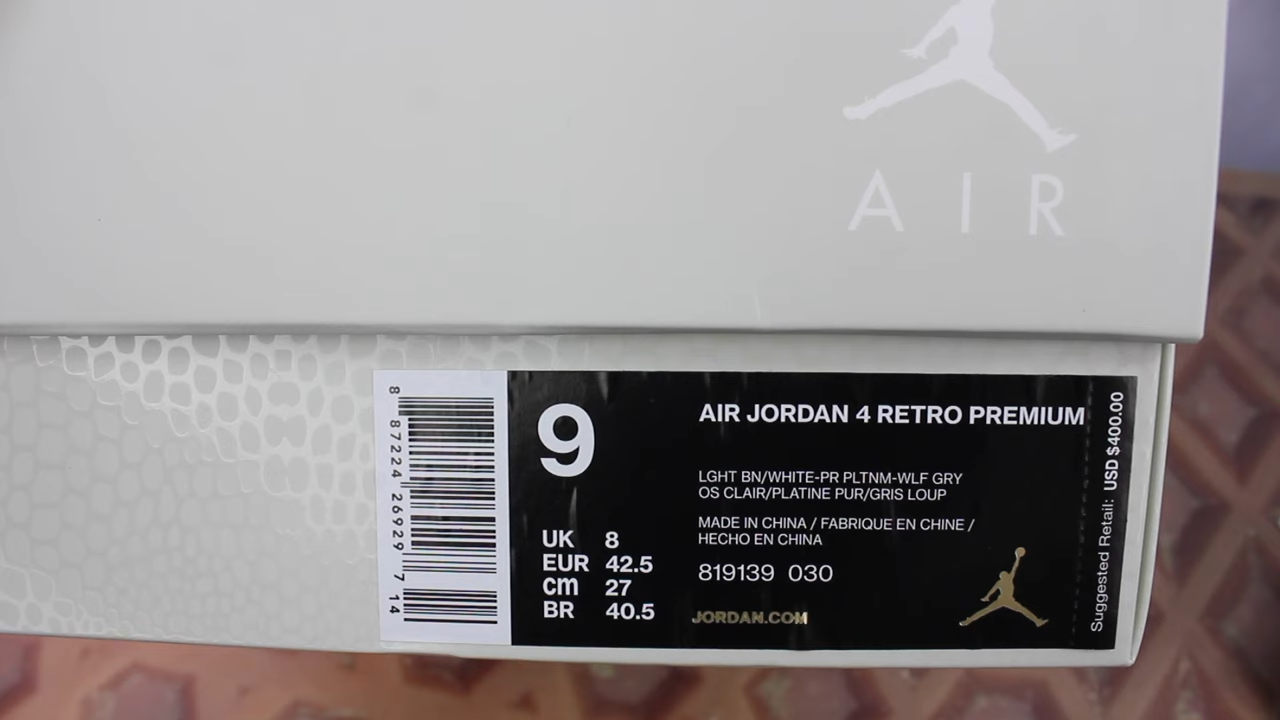 AIR
8 87224 26929 7 14
9
UK 8
EUR 42.5
cm 27
BR 40.5
AIR JORDAN 4 RETRO PREMIUM
LGHT BN/WHITE-PR PLTNM-WLF GRY
OS CLAIR/PLATINE PUR/GRIS LOUP
MADE IN CHINA / FABRIQUE EN CHINE /
HECHO EN CHINA
819139 030
JORDAN.COM
Suggested Retail: USD $400.00